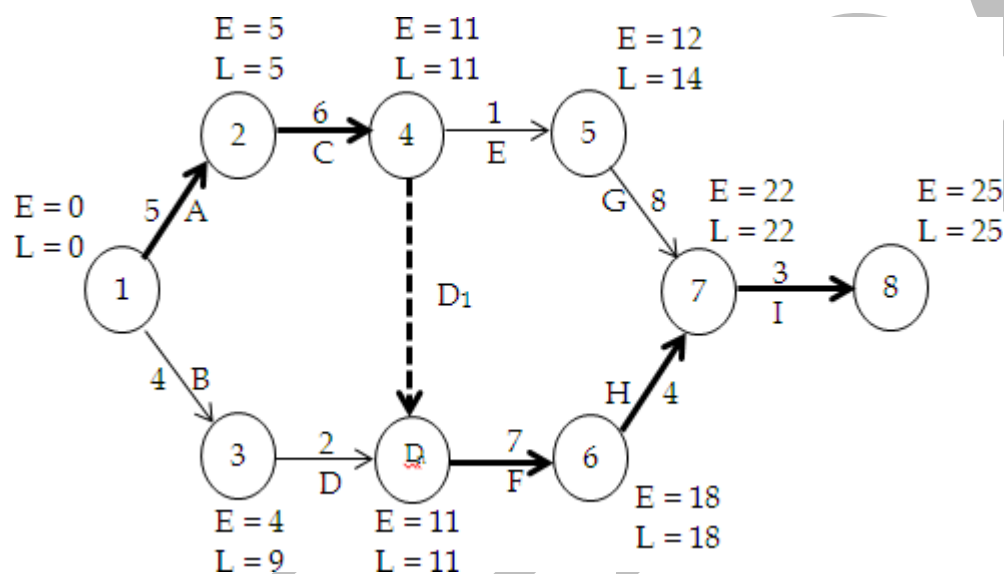 E = 5
L = 5
E = 11
L = 11
E = 12
L = 14
2
6
C
4
1
E
5
E = 0
L = 0
5 A
G 8
E = 22
L = 22
E = 25
L = 25
1
D1
7
3
I
8
4 B
H 4
3
2
D
D
7
F
6
E = 4
L = 9
E = 11
L = 11
E = 18
L = 18